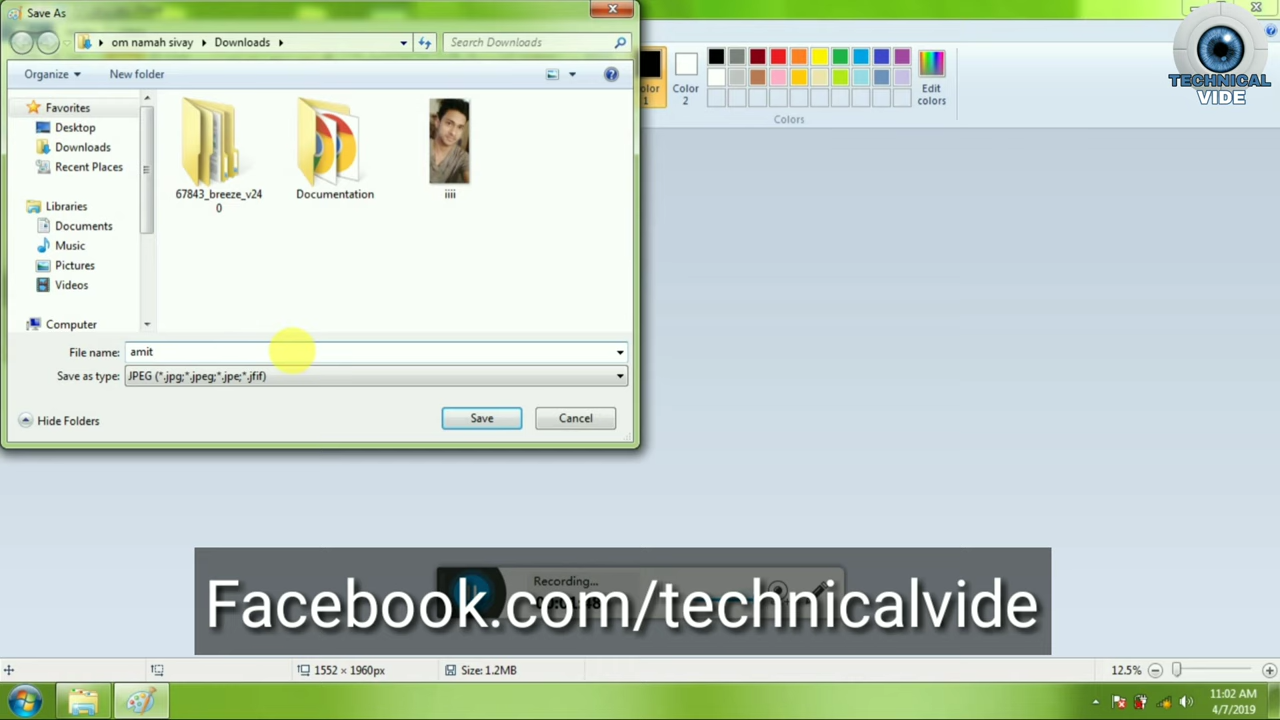 Save As
om namah sivay
Downloads
Search Downloads
Organize
New folder
Favorites
Desktop
Downloads
Recent Places
Libraries
Documents
Music
Pictures
Videos
Computer
67843_breeze_v24
0
Documentation
iiii
File name:
amit
Save as type:
JPEG (*.jpg;*.jpeg;*.jpe;*.jfif)
Hide Folders
Save
Cancel
olor
1
Color
2
Edit
colors
Colors
TECHNICAL
VIDE
Recording...
Facebook.com/technicalvide
1552 × 1960px
Size: 1.2MB
12.5%
11:02 AM
4/7/2019